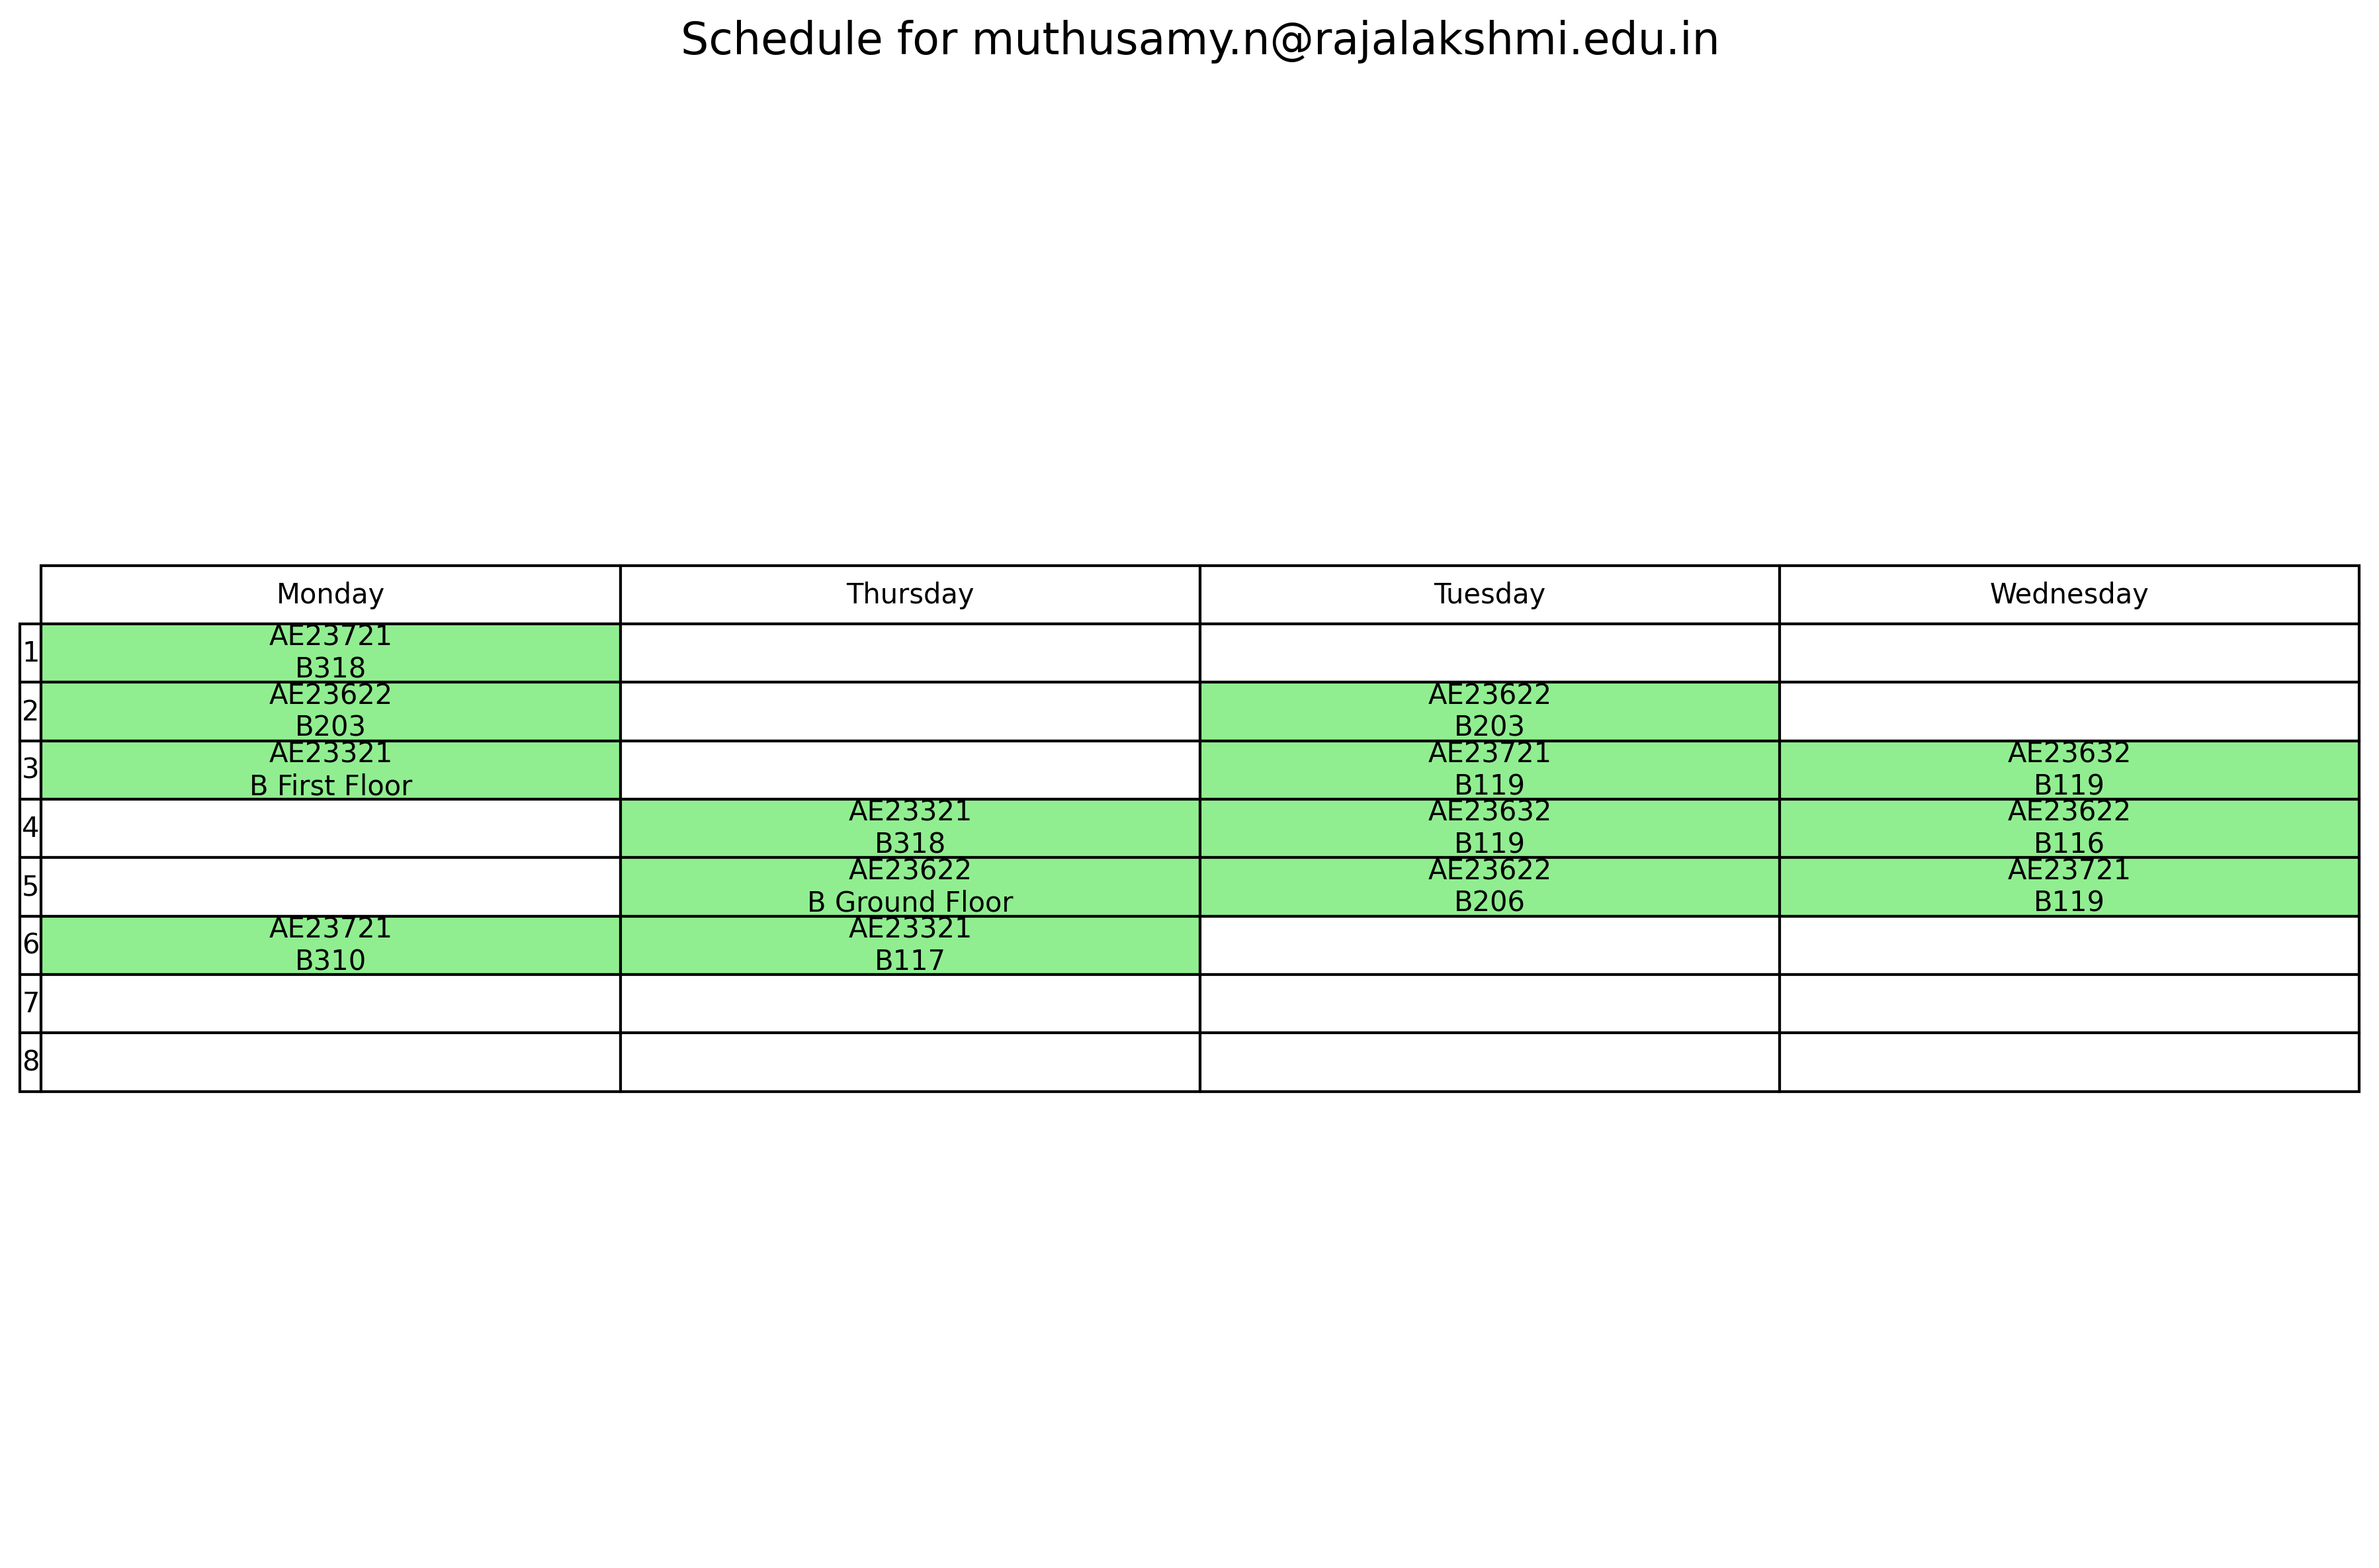 Schedule for muthusamy.n@rajalakshmi.edu.in
Monday Thursday Tuesday Wednesday
1 AE23721
B318
2 AE23622 AE23622
B203 B203
3 AE23321 AE23721 AE23632
B First Floor B119 B119
4 AE23321 AE23632 AE23622
B318 B119 B116
5 AE23622 AE23622 AE23721
B Ground Floor B206 B119
6 AE23721 AE23321
B310 B117
7
8